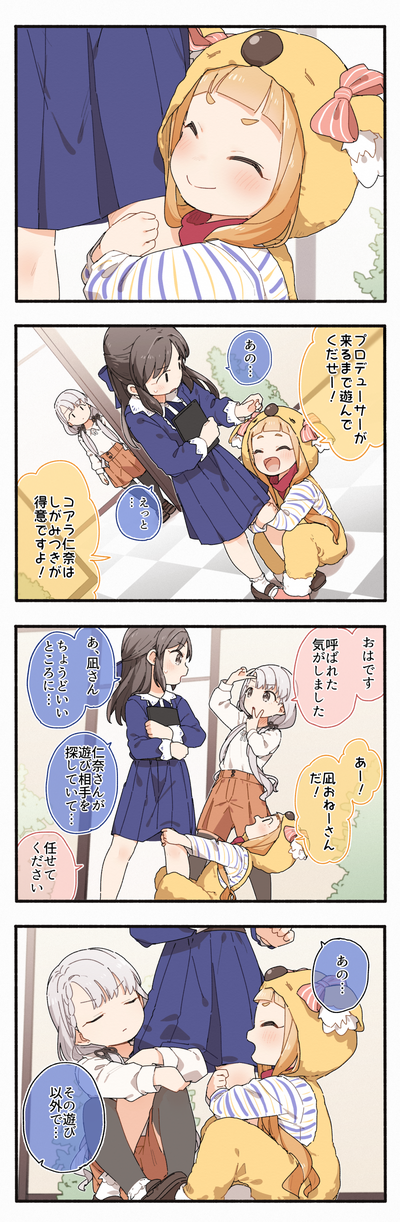 プロデューサーが
来るまで遊んで
くだせー！
あの…
えっと
…
コアラ仁奈は
しがみつきが
得意ですよ！
おはです
呼ばれた
気がしました
あ、凪さん
ちょうどいい
ところに…
あー！
凪おねーさん
だ！
仁奈さんが
遊び相手を
探していて…
任せて
ください
あの…
その遊び
以外で…